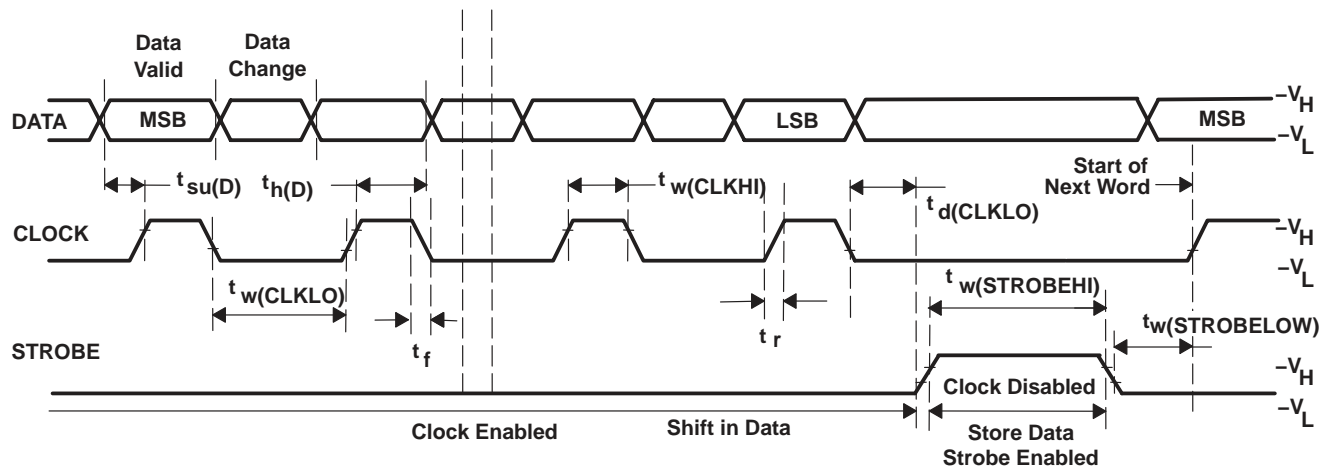 Data
Valid
Data
Change
DATA
MSB
LSB
MSB
–VH
–VL
t su(D)
t h(D)
t w(CLKHI)
t d(CLKLO)
Start of
Next Word
CLOCK
–VH
–VL
t w(CLKLO)
t f
t r
t w(STROBEHI)
t w(STROBELOW)
STROBE
Clock Disabled
–VH
–VL
Clock Enabled
Shift in Data
Store Data
Strobe Enabled